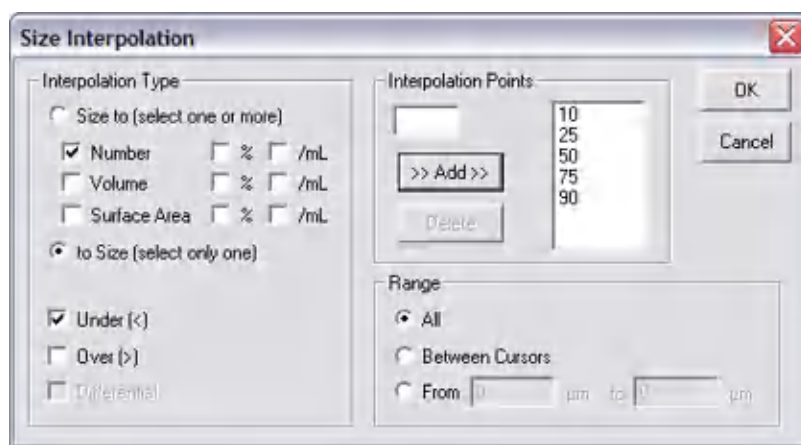 Size Interpolation
Interpolation Type
Size to (select one or more)
Number % /mL
Volume % /mL
Surface Area % /mL
to Size (select only one)
Under (<)
Over (>)
Differential
Interpolation Points
>> Add >>
Delete
10
25
50
75
90
OK
Cancel
Range
All
Between Cursors
From 0 µm to 0 µm